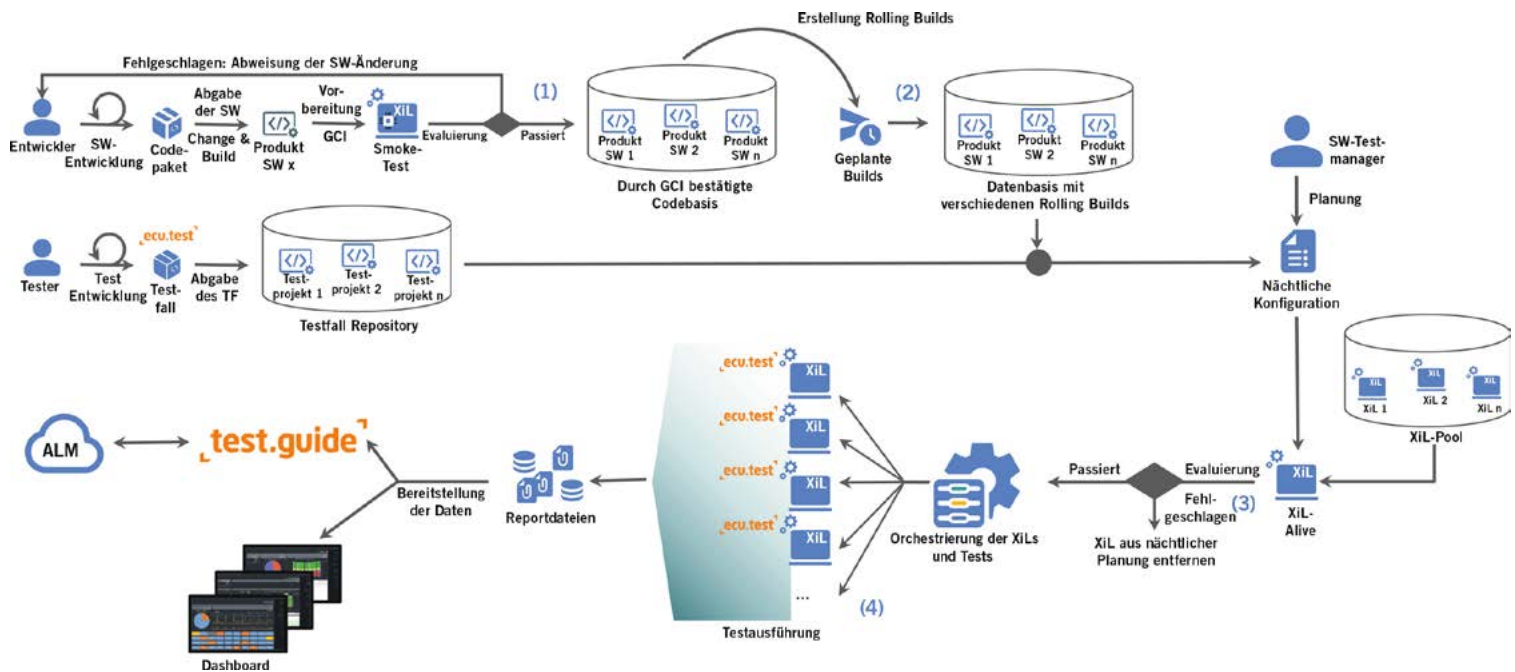 Erstellung Rolling Builds
Fehlgeschlagen: Abweisung der SW-Änderung
Entwickler
SW-
Entwicklung
Code-
paket
Abgabe
der SW
Change &
Build
Produkt
SW x
Vor-
bereitung
GCI
XiL
Smoke-
Test
Evaluierung
Passiert
(1)
Produkt
SW 1
Produkt
SW 2
Produkt
SW n
Durch GCI bestätigte
Codebasis
Geplante
Builds
(2)
Produkt
SW 1
Produkt
SW 2
Produkt
SW n
Datenbasis mit
verschiedenen Rolling Builds
SW-Test-
manager
Planung
Tester
Test
Entwicklung
ecu.test
Test-
fall
Abgabe
des TF
Test-
projekt 1
Test-
projekt 2
Test-
projekt n
Testfall Repository
Nächtliche
Konfiguration
XiL
XiL 1
XiL
XiL 2
XiL
XiL n
XiL-Pool
XiL
XiL-
Alive
Evaluierung
Fehl-
geschlagen
(3)
Passiert
XiL aus nächtlicher
Planung entfernen
Orchestrierung der XiLs
und Tests
ecu.test
XiL
ecu.test
XiL
ecu.test
XiL
ecu.test
XiL
...
(4)
Testausführung
Reportdateien
Bereitstellung
der Daten
test.guide
ALM
Dashboard